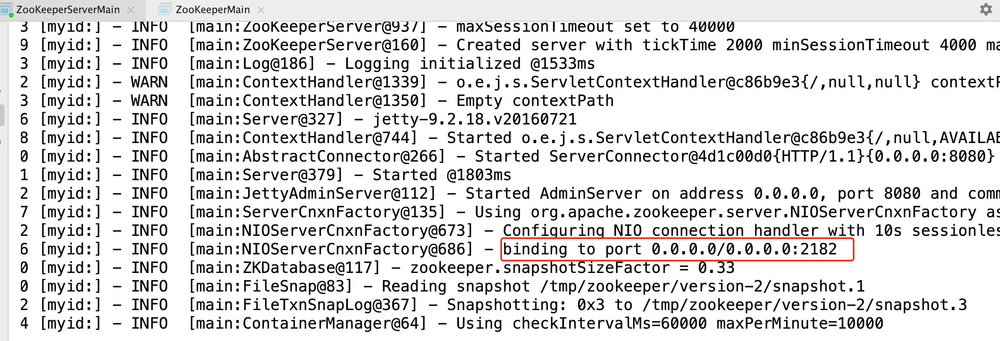 ZooKeeperServerMain ZooKeeperMain
3 [myid:] - INFO [main:ZooKeeperServer@937] - maxSessionTimeout set to 40000
9 [myid:] - INFO [main:ZooKeeperServer@160] - Created server with tickTime 2000 minSessionTimeout 4000 ma
3 [myid:] - INFO [main:Log@186] - Logging initialized @1533ms
2 [myid:] - WARN [main:ContextHandler@1339] - o.e.j.s.ServletContextHandler@c86b9e3{/,null,null} contextP
3 [myid:] - WARN [main:ContextHandler@1350] - Empty contextPath
6 [myid:] - INFO [main:Server@327] - jetty-9.2.18.v20160721
8 [myid:] - INFO [main:ContextHandler@744] - Started o.e.j.s.ServletContextHandler@c86b9e3{/,null,AVAILAB
0 [myid:] - INFO [main:AbstractConnector@266] - Started ServerConnector@4d1c00d0{HTTP/1.1}{0.0.0.0:8080}
1 [myid:] - INFO [main:Server@379] - Started @1803ms
2 [myid:] - INFO [main:JettyAdminServer@112] - Started AdminServer on address 0.0.0.0, port 8080 and comm
7 [myid:] - INFO [main:ServerCnxnFactory@135] - Using org.apache.zookeeper.server.NIOServerCnxnFactory as
2 [myid:] - INFO [main:NIOServerCnxnFactory@673] - Configuring NIO connection handler with 10s sessionles
6 [myid:] - INFO [main:NIOServerCnxnFactory@686] - binding to port 0.0.0.0/0.0.0.0:2182
0 [myid:] - INFO [main:ZKDatabase@117] - zookeeper.snapshotSizeFactor = 0.33
0 [myid:] - INFO [main:FileSnap@83] - Reading snapshot /tmp/zookeeper/version-2/snapshot.1
2 [myid:] - INFO [main:FileTxnSnapLog@367] - Snapshotting: 0x3 to /tmp/zookeeper/version-2/snapshot.3
4 [myid:] - INFO [main:ContainerManager@64] - Using checkIntervalMs=60000 maxPerMinute=10000